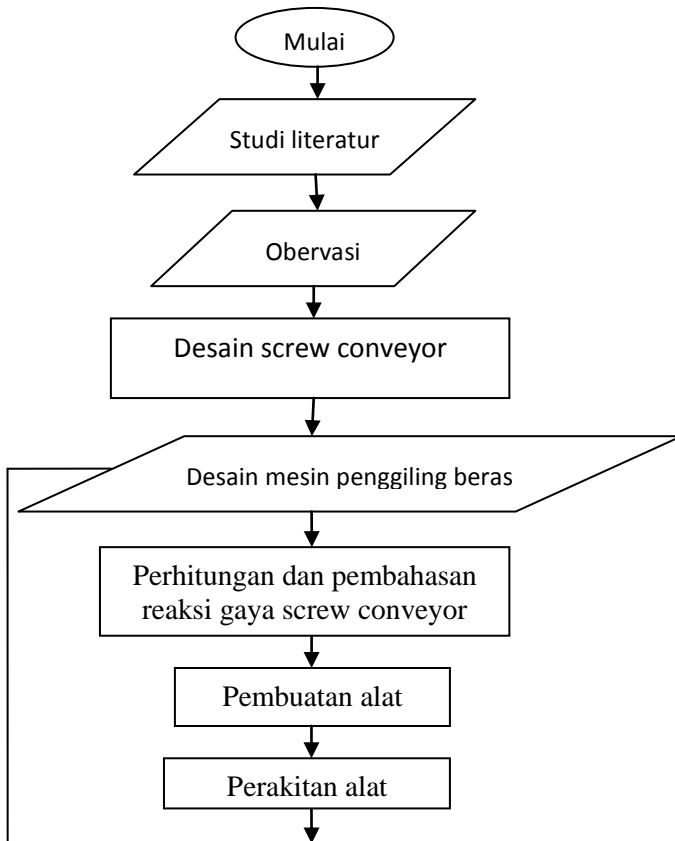 Mulai
Studi literatur
Obervasi
Desain screw conveyor
Desain mesin penggiling beras
Perhitungan dan pembahasan
reaksi gaya screw conveyor
Pembuatan alat
Perakitan alat